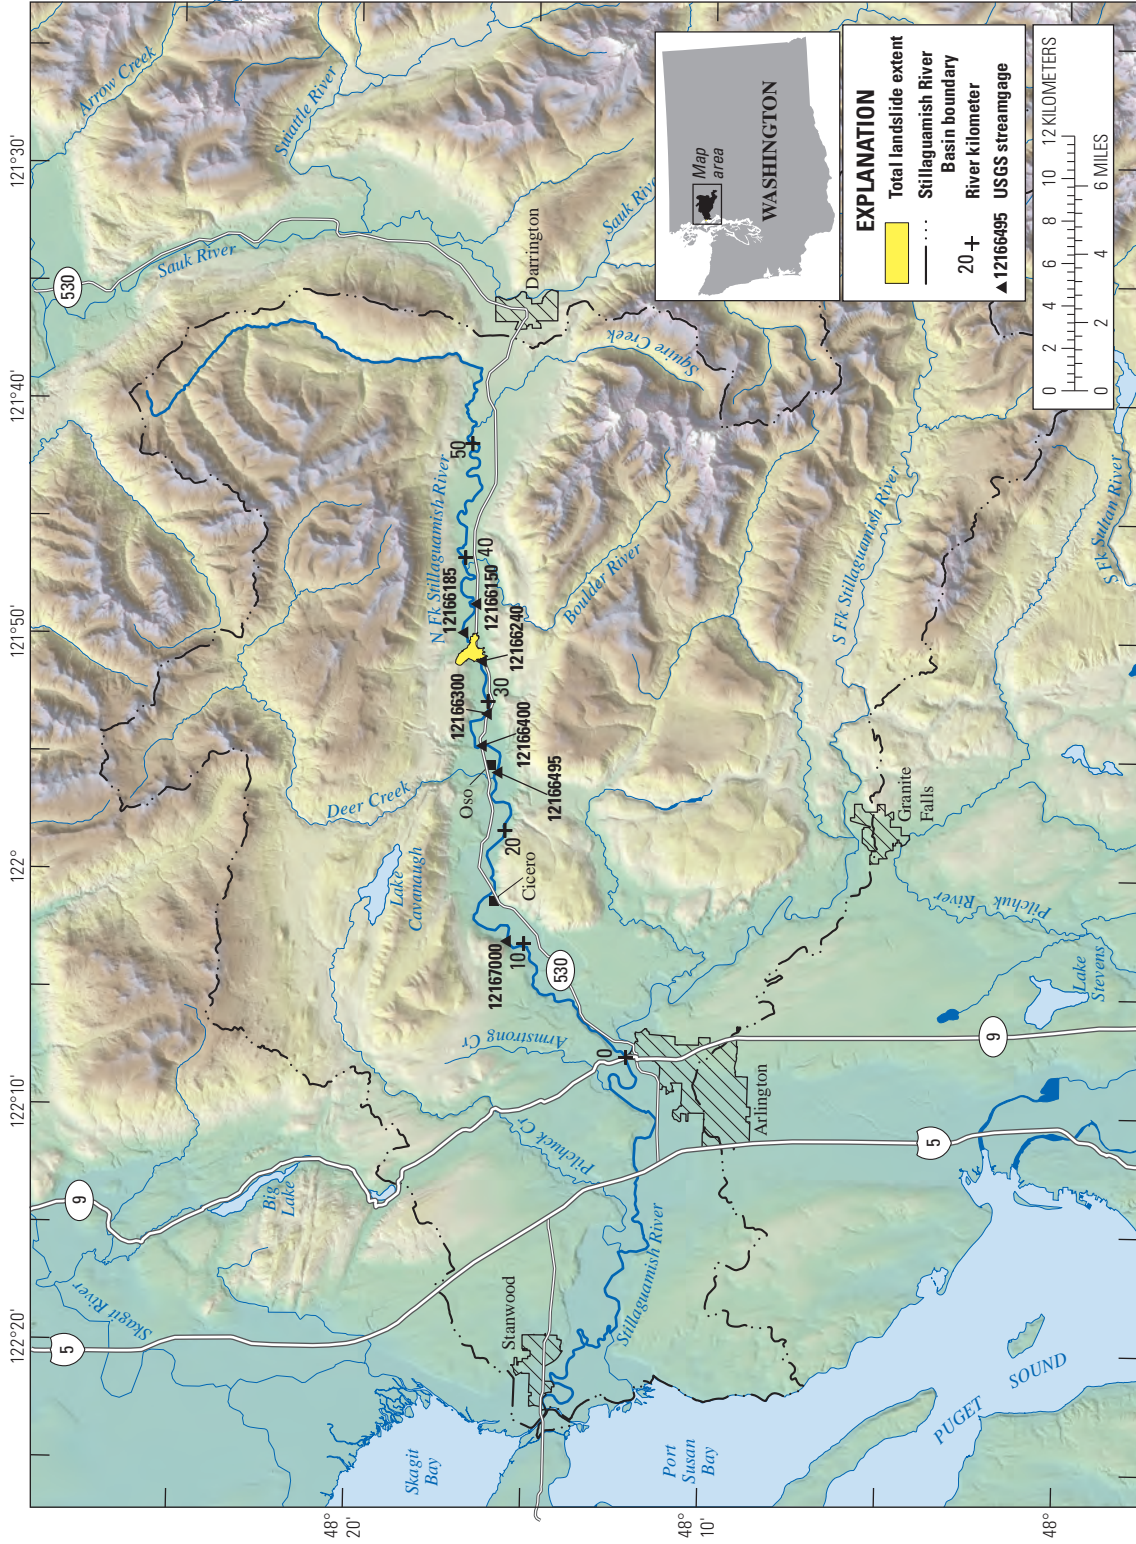 122°20'
122°10'
122°
121°50'
121°40'
121°30'
48°
20'
48°
10'
48°
Skagit River
5
9
Big
Lake
Lake
Cavanaugh
Deer Creek
N Fk Stillaguamish River
530
Sauk River
Suiattle River
Arrow Creek
Skagit
Bay
Stanwood
Pilchuck Cr
Armstrong Cr
12167000
10
530
Cicero
20
Oso
12166495
12166400
12166300
30
12166240
12166185
12166150
40
50
Darrington
Sauk River
Squire Creek
Boulder River
0
Stillaguamish River
Arlington
Port
Susan
Bay
S Fk Stillaguamish River
Granite
Falls
Pilchuk River
Lake
Stevens
5
9
PUGET SOUND
S Fk Sultan River
Map
area
WASHINGTON
EXPLANATION
Total landslide extent
Stillaguamish River
Basin boundary
20 River kilometer
12166495 USGS streamgage
0 2 4 6 8 10 12 KILOMETERS
0 2 4 6 MILES